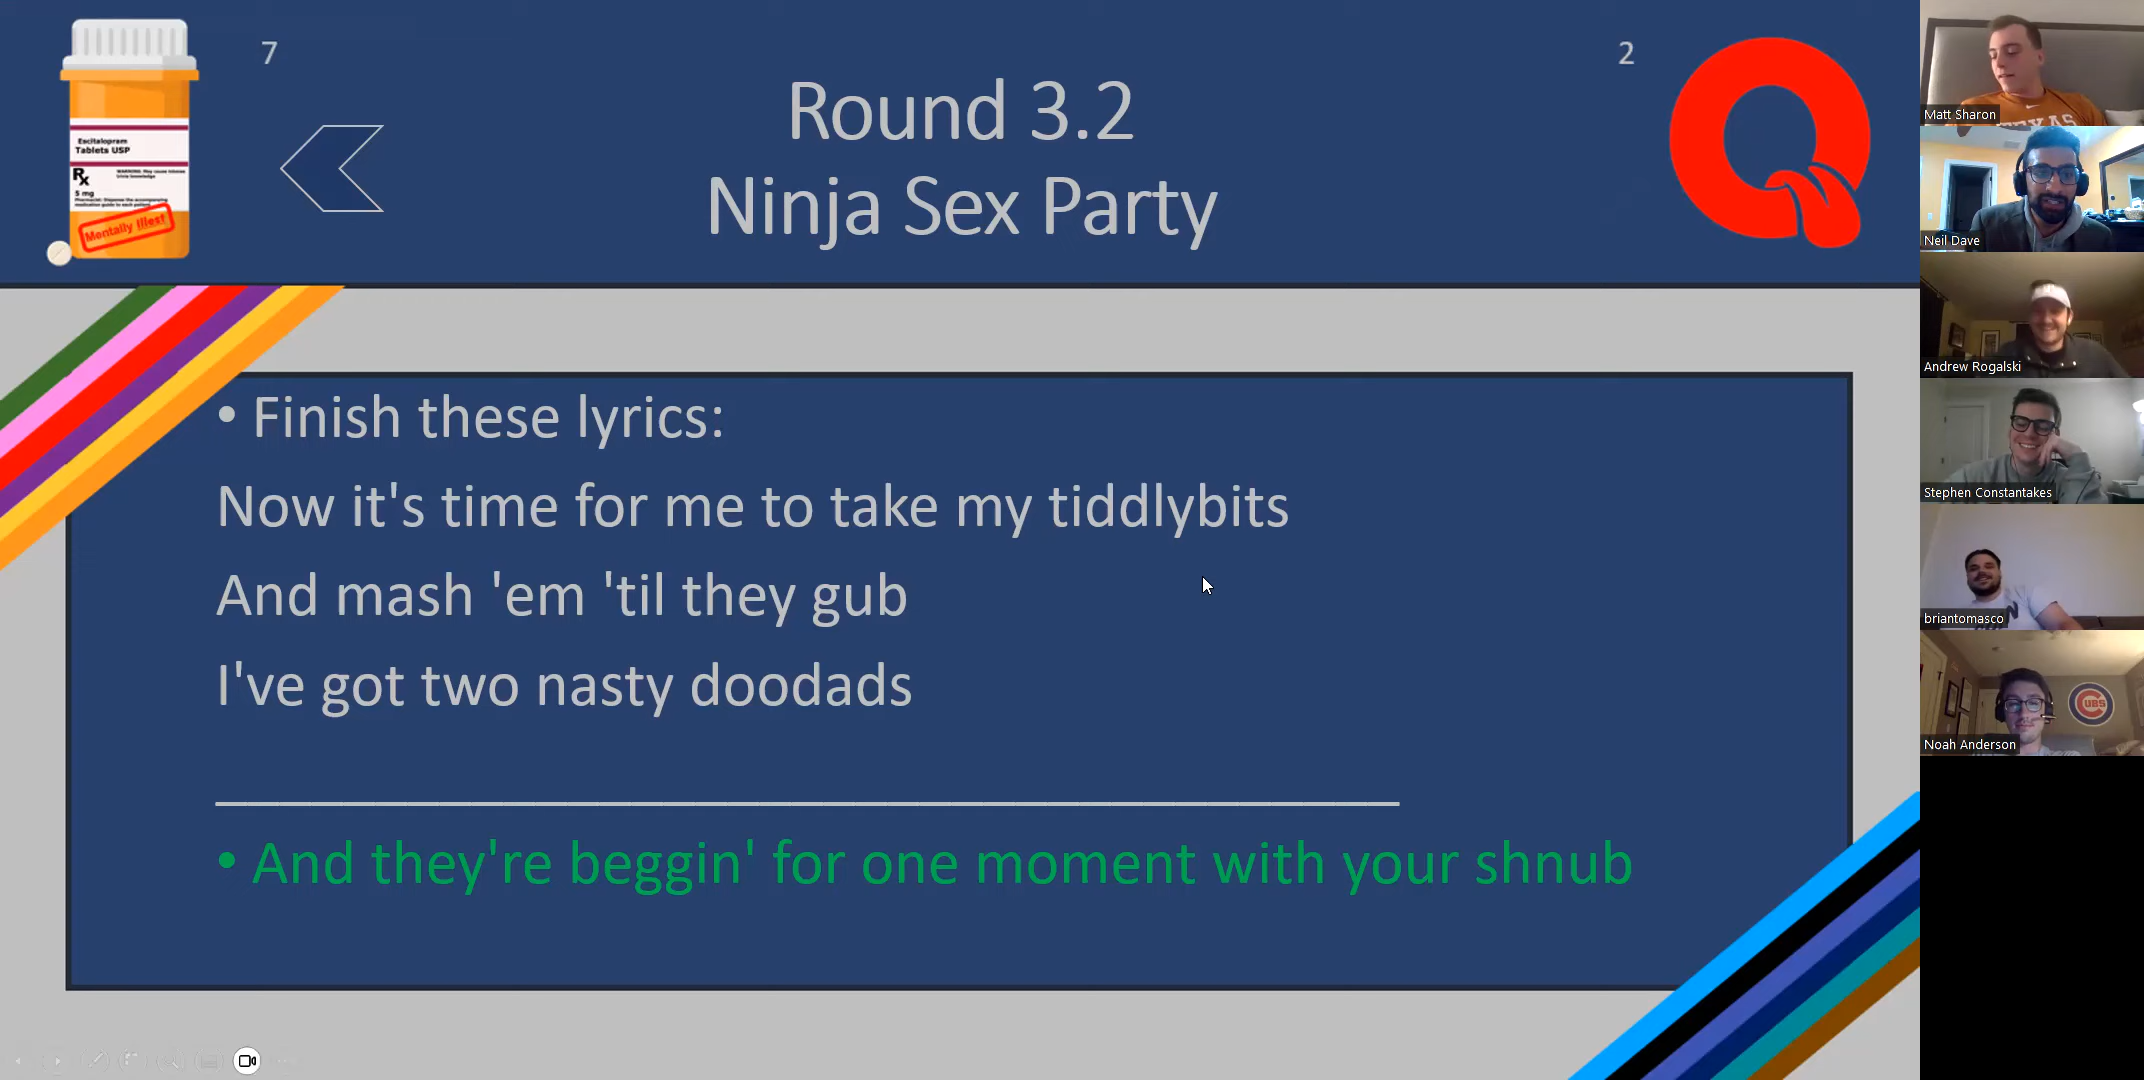 7
2
Round 3.2
Ninja Sex Party
Escitalopram
Tablets USP
Rx
5 mg
Mentally Illest
• Finish these lyrics:
Now it's time for me to take my tiddlybits
And mash 'em 'til they gub
I've got two nasty doodads
• And they're beggin' for one moment with your shnub
Matt Sharon
TEXAS
Neil Dave
Andrew Rogalski
Stephen Constantakes
briantomasco
CUBS
Noah Anderson